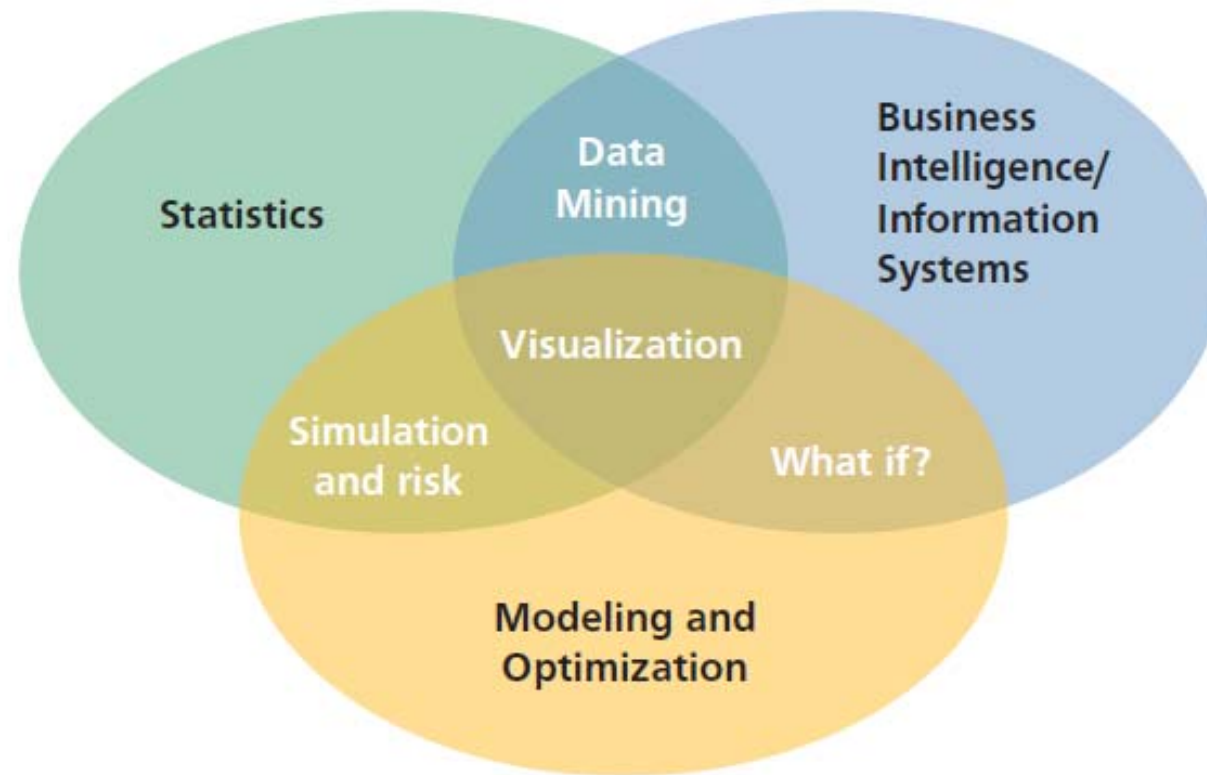 Data
Mining
Business
Intelligence/
Information
Systems
Statistics
Visualization
Simulation
and risk
What if?
Modeling and
Optimization